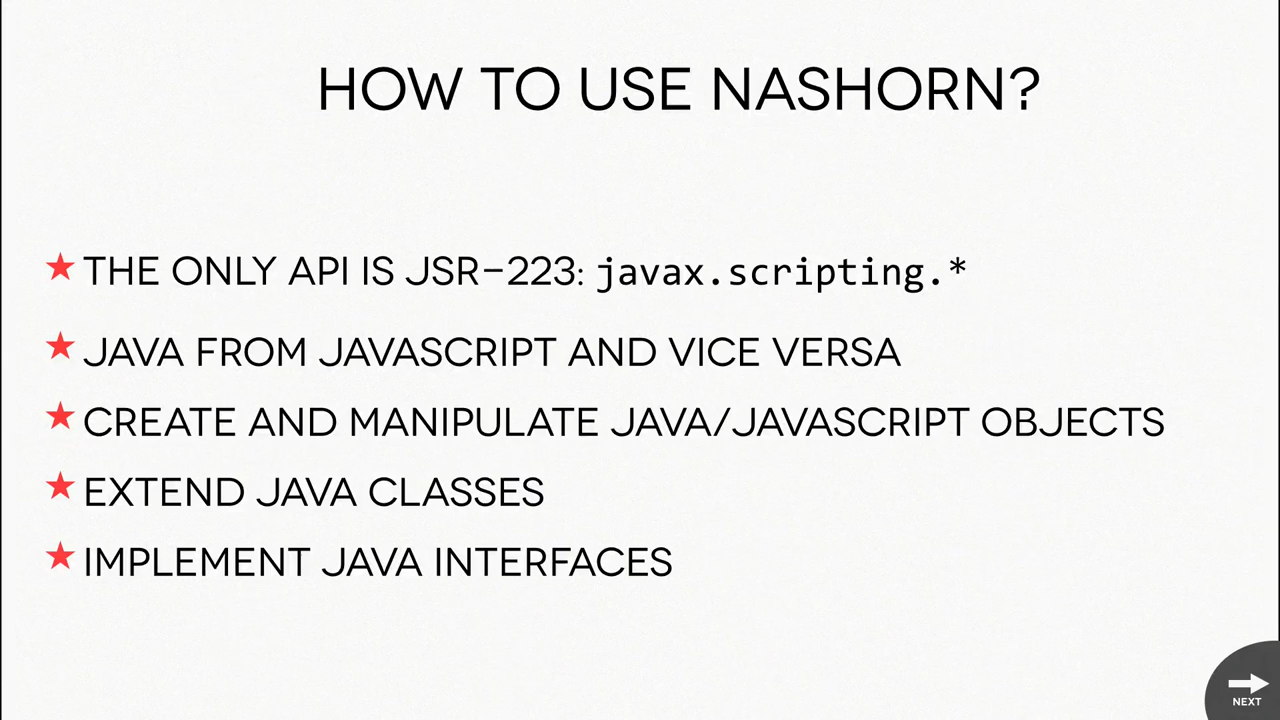 HOW TO USE NASHORN?
THE ONLY API IS JSR-223: javax.scripting.*
JAVA FROM JAVASCRIPT AND VICE VERSA
CREATE AND MANIPULATE JAVA/JAVASCRIPT OBJECTS
EXTEND JAVA CLASSES
IMPLEMENT JAVA INTERFACES
NEXT